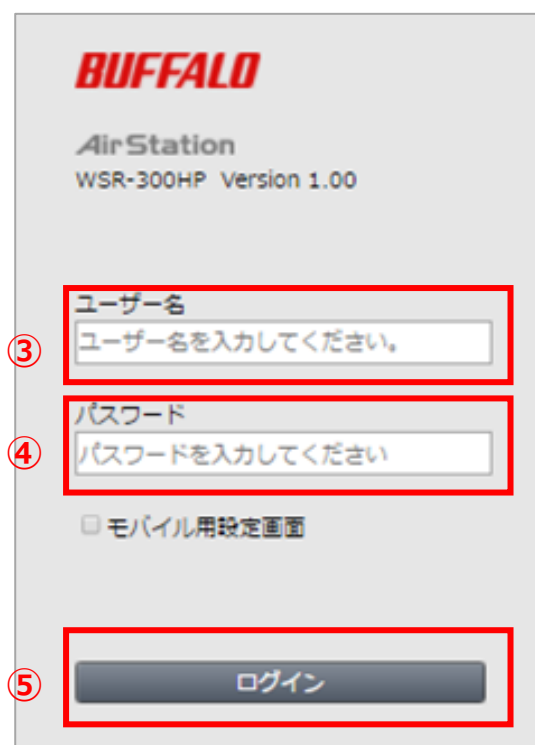 BUFFALO
AirStation
WSR-300HP Version 1.00
ユーザー名
③ ユーザー名を入力してください。
パスワード
④ パスワードを入力してください
モバイル用設定画面
⑤ ログイン